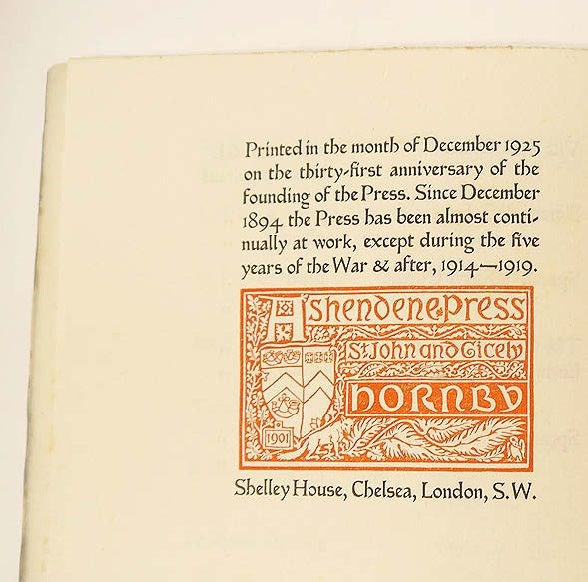 Printed in the month of December 1925
on the thirty-first anniversary of the
founding of the Press. Since December
1894 the Press has been almost conti-
nually at work, except during the five
years of the War & after, 1914—1919.
Ashendene Press
St John and Cicely
HORNBY
1901
Shelley House, Chelsea, London, S.W.